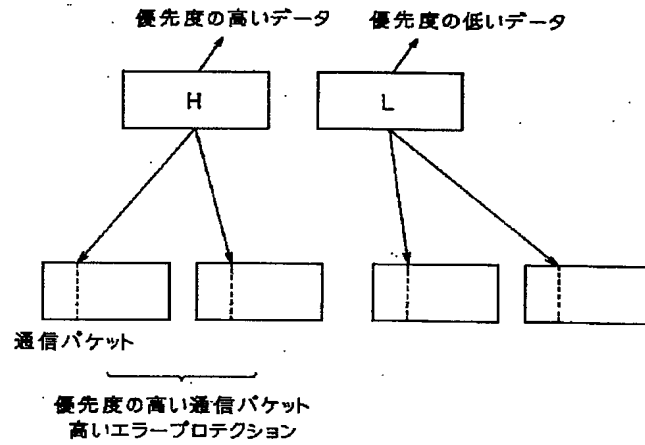 優先度の高いデータ
優先度の低いデータ
H
L
通信パケット
優先度の高い通信パケット
高いエラープロテクション